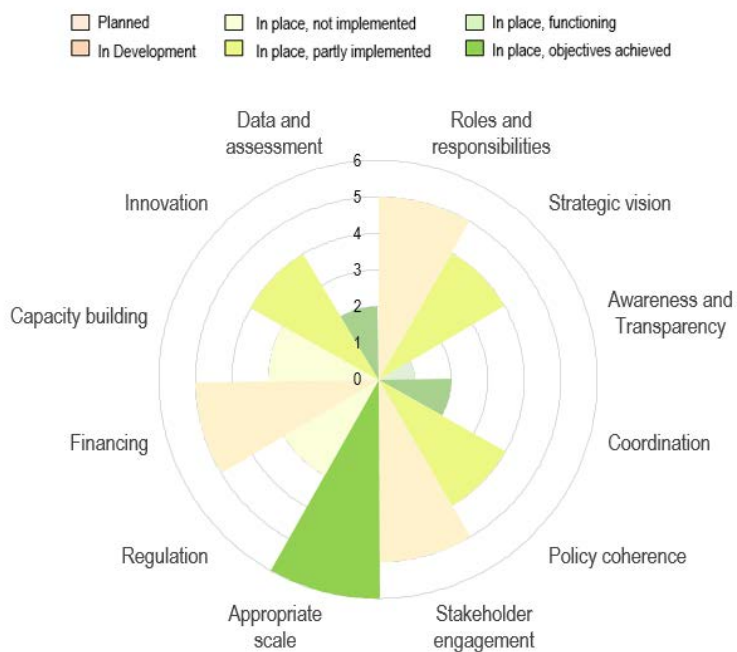 Planned
In Development
In place, not implemented
In place, partly implemented
In place, functioning
In place, objectives achieved
Data and
assessment
Roles and
responsibilities
Innovation
Strategic vision
Capacity building
Awareness and
Transparency
Financing
Coordination
Regulation
Policy coherence
Appropriate
scale
Stakeholder
engagement
6
5
4
3
2
1
0